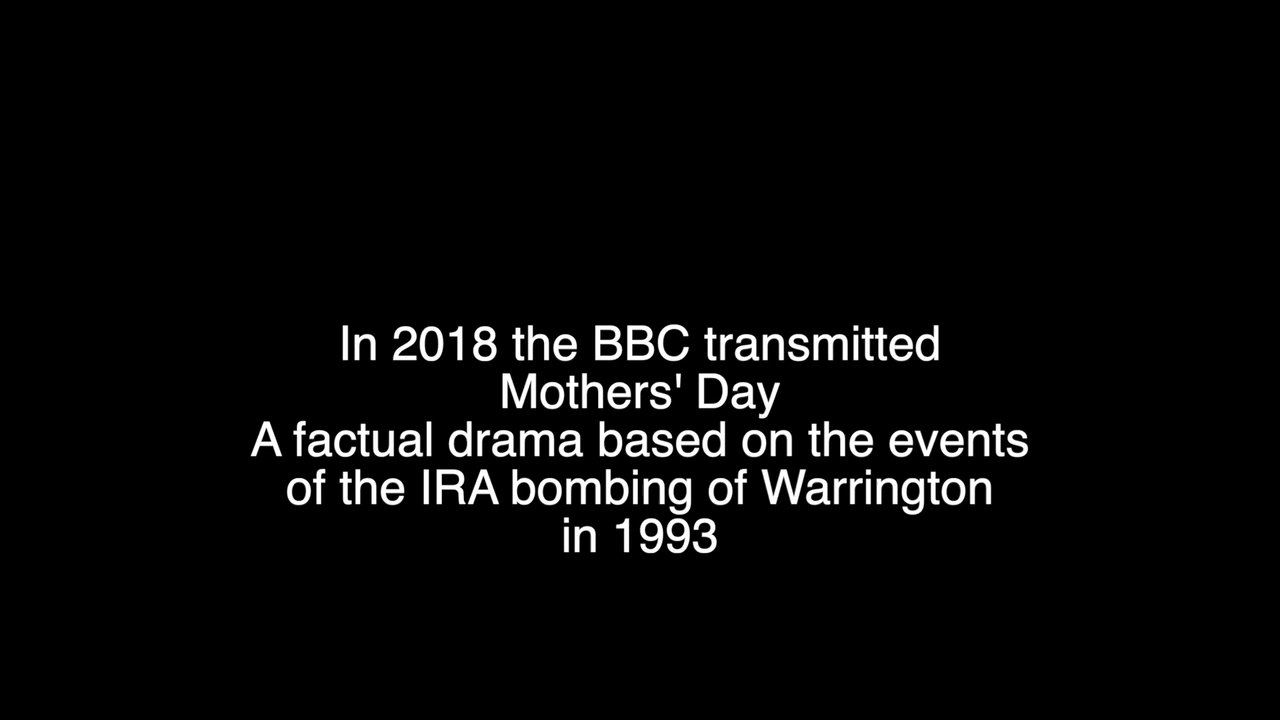 In 2018 the BBC transmitted
Mothers' Day
A factual drama based on the events
of the IRA bombing of Warrington
in 1993